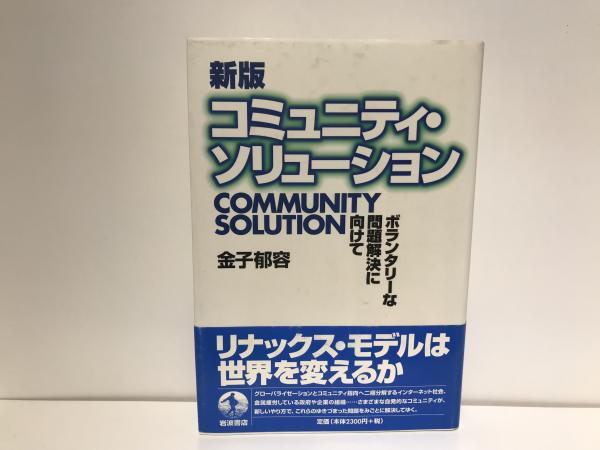 新版
コミュニティ・
ソリューション
COMMUNITY
SOLUTION
ボランタリーな
問題解決に
向けて
金子郁容
リナックス・モデルは
世界を変えるか
グローバライゼーションとコミュニティ指向へ二極分解するインターネット社会、
金属疲労している政府や企業の組織……さまざまな自発的なコミュニティが、
新しいやり方で、これらのゆきづまった問題をみごとに解決してゆく。
岩波書店
定価(本体2300円+税)